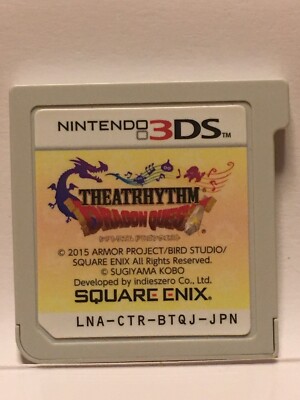 NINTENDO 3DS™
THEATRHYTHM
DRAGON QUEST
© 2015 ARMOR PROJECT/BIRD STUDIO/
SQUARE ENIX All Rights Reserved.
© SUGIYAMA KOBO
Developed by indieszero Co., Ltd.
SQUARE ENIX.
LNA-CTR-BTQJ-JPN